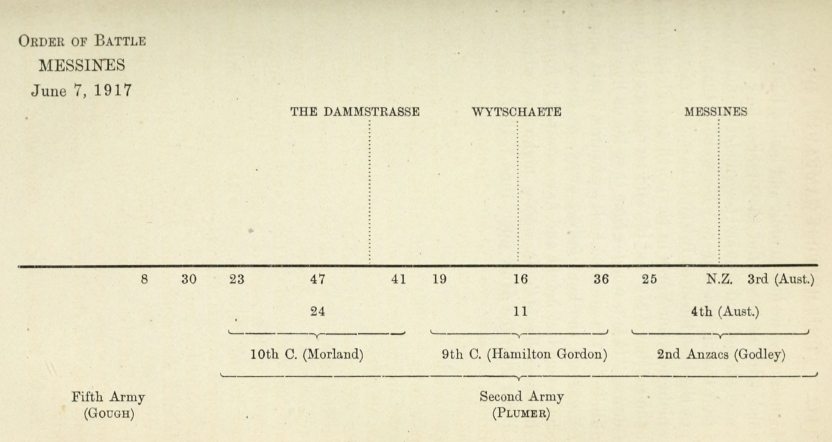 ORDER OF BATTLE
MESSINES
June 7, 1917
THE DAMMSTRASSE WYTSCHAETE MESSINES
8 30 23 47 41 19 16 36 25 N.Z. 3rd (Aust.)
24 11 4th (Aust.)
10th C. (Morland) 9th C. (Hamilton Gordon) 2nd Anzacs (Godley)
Fifth Army Second Army
(GOUGH) (PLUMER)